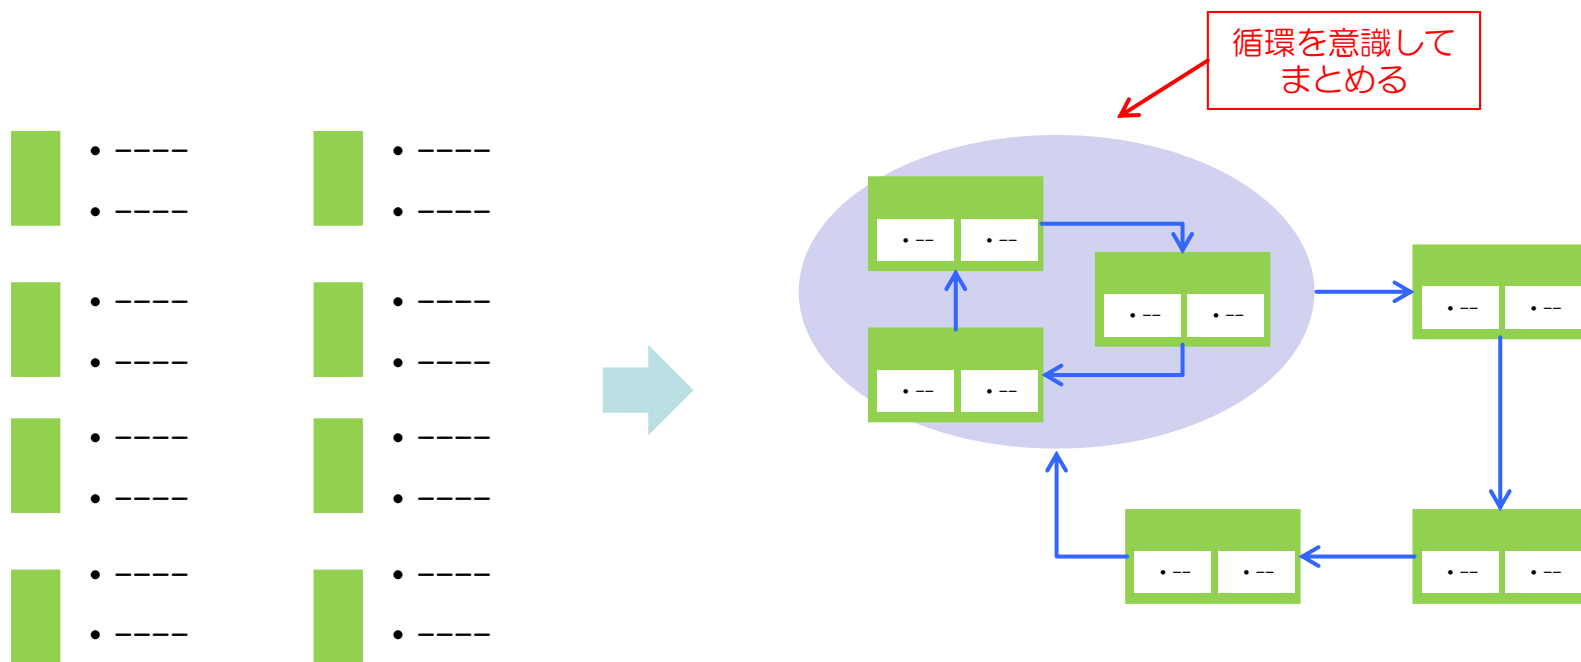 循環を意識して
まとめる
• ---- • ----
• ---- • ----
• ---- • ----
• ---- • ----
• ---- • ----
• ---- • ----
• ---- • ----
• ---- • ----
• -- • --
• -- • --
• -- • --
• -- • --
• -- • --
• -- • --